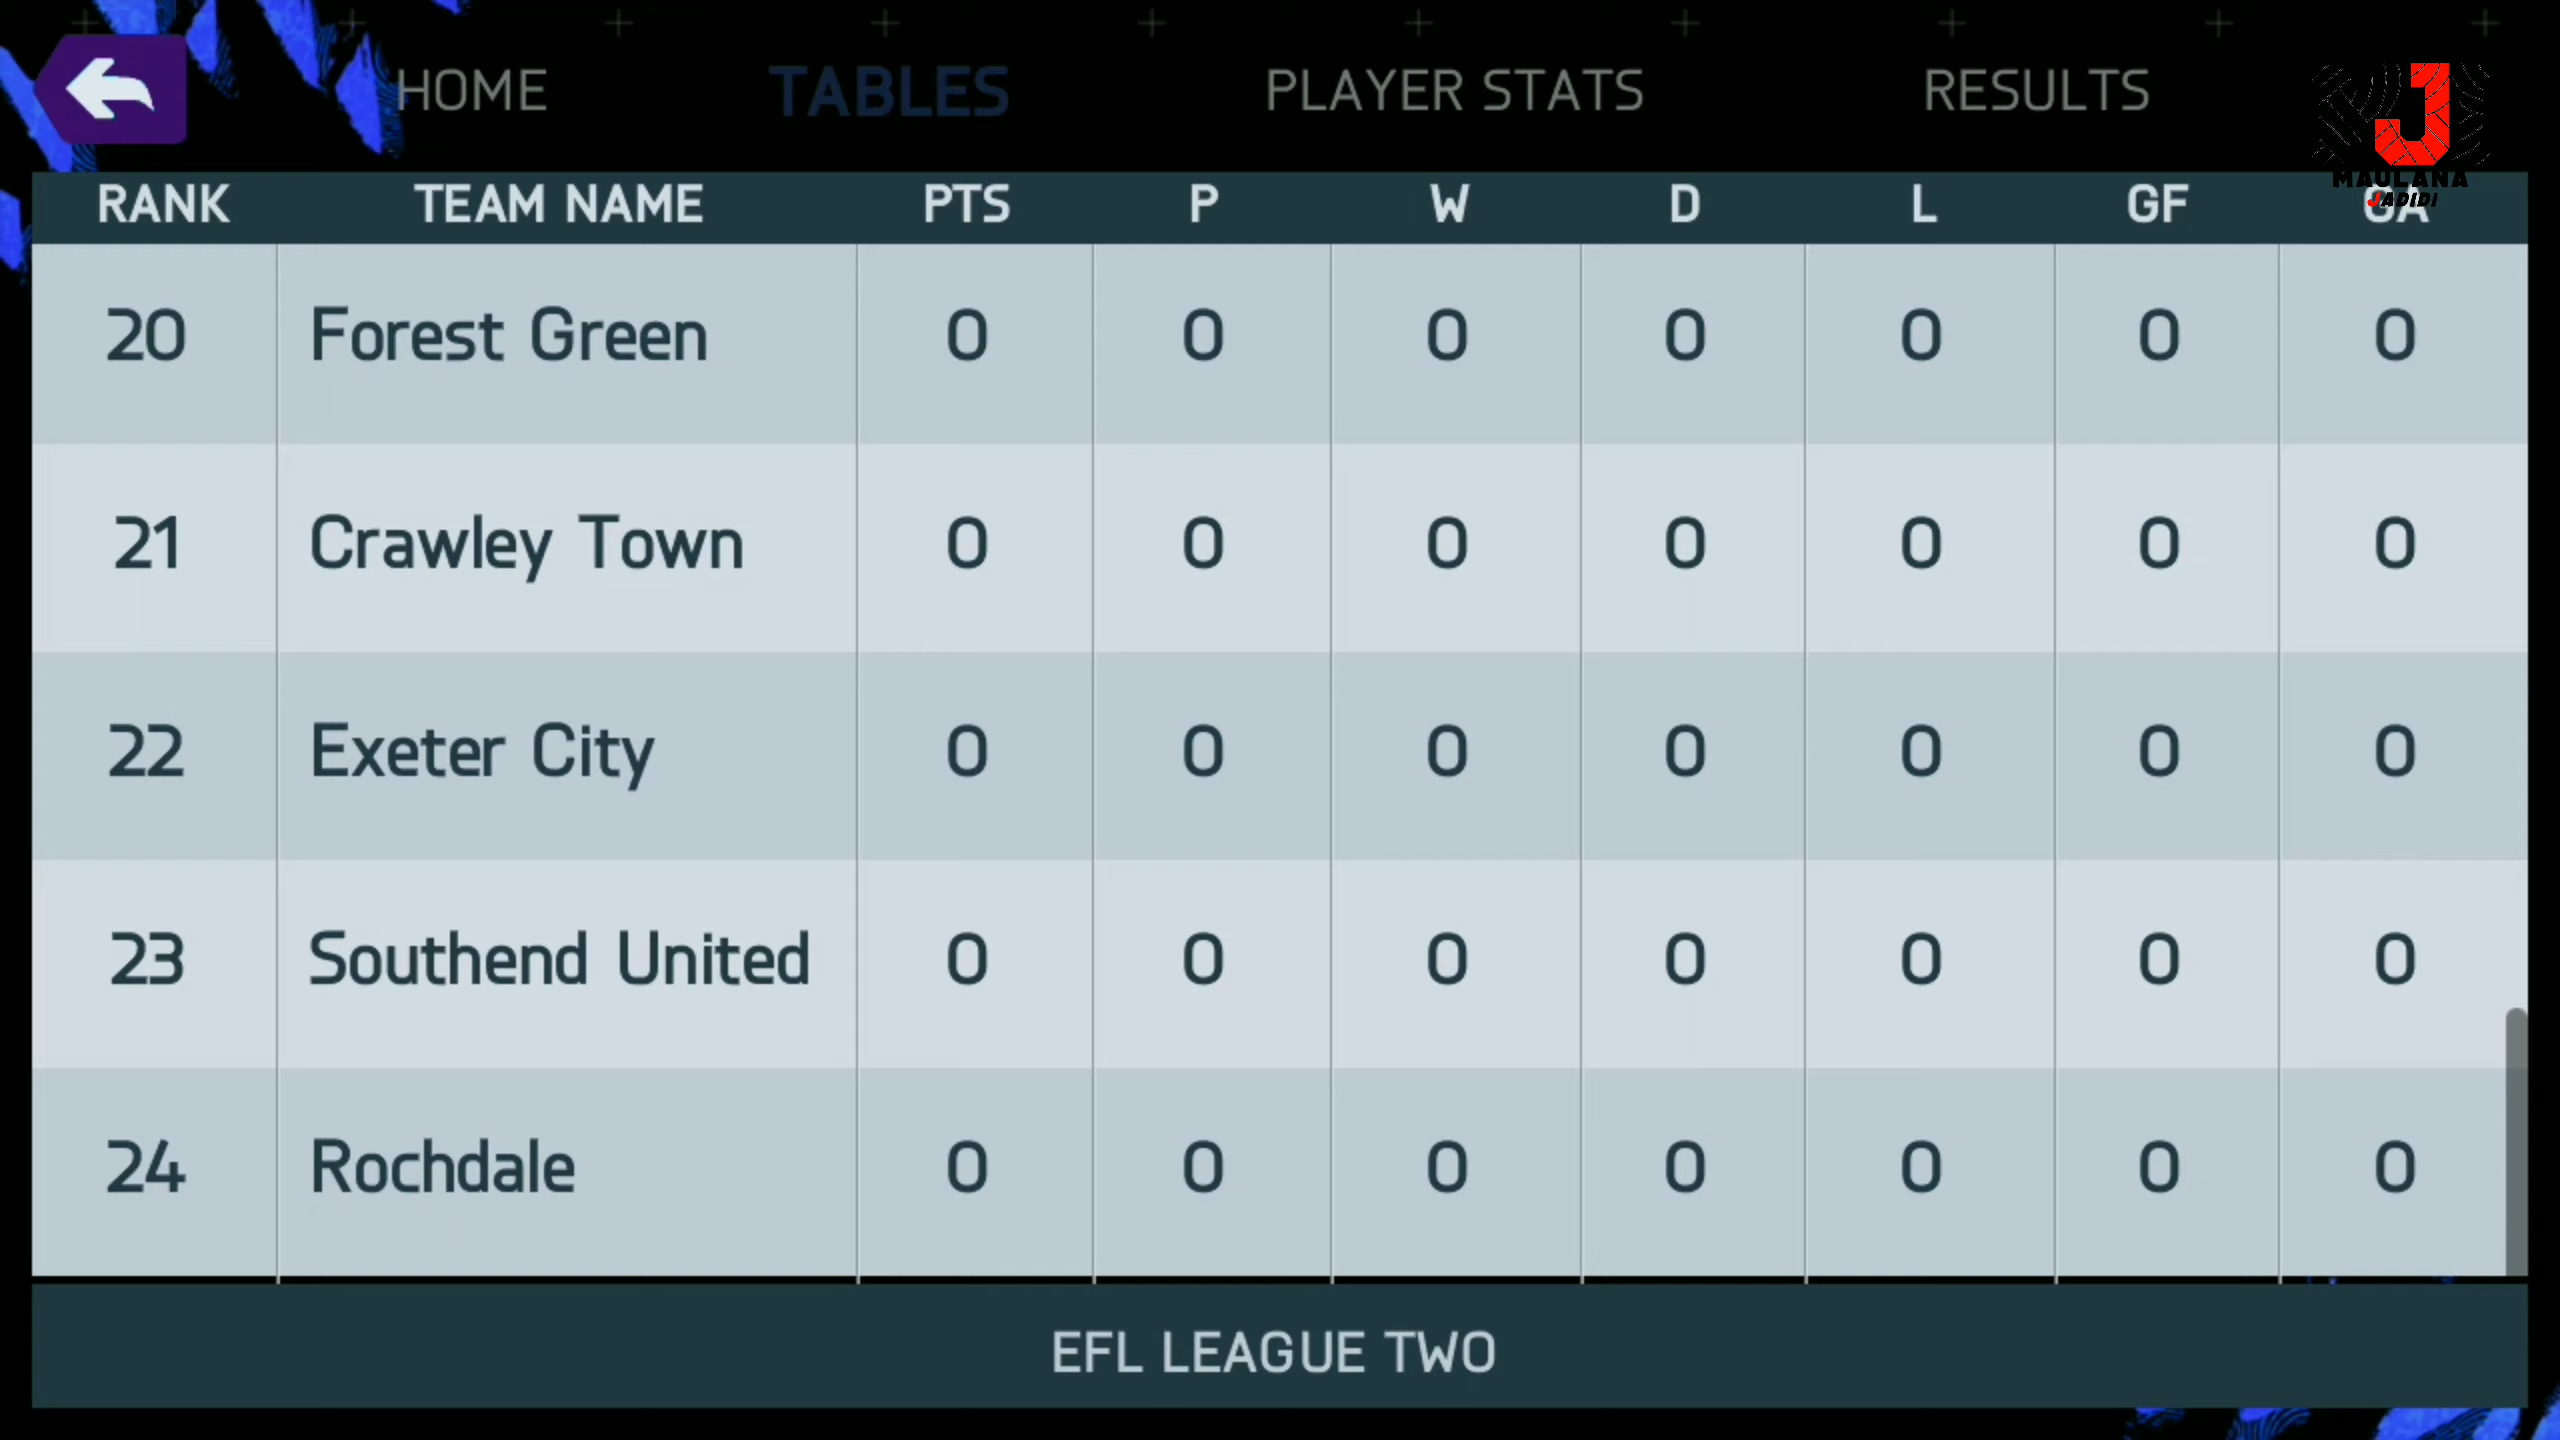 HOME TABLES PLAYER STATS RESULTS
J
MAULANA
JADIDI
RANK TEAM NAME PTS P W D L GF GA
20 Forest Green 0 0 0 0 0 0 0
21 Crawley Town 0 0 0 0 0 0 0
22 Exeter City 0 0 0 0 0 0 0
23 Southend United 0 0 0 0 0 0 0
24 Rochdale 0 0 0 0 0 0 0
EFL LEAGUE TWO